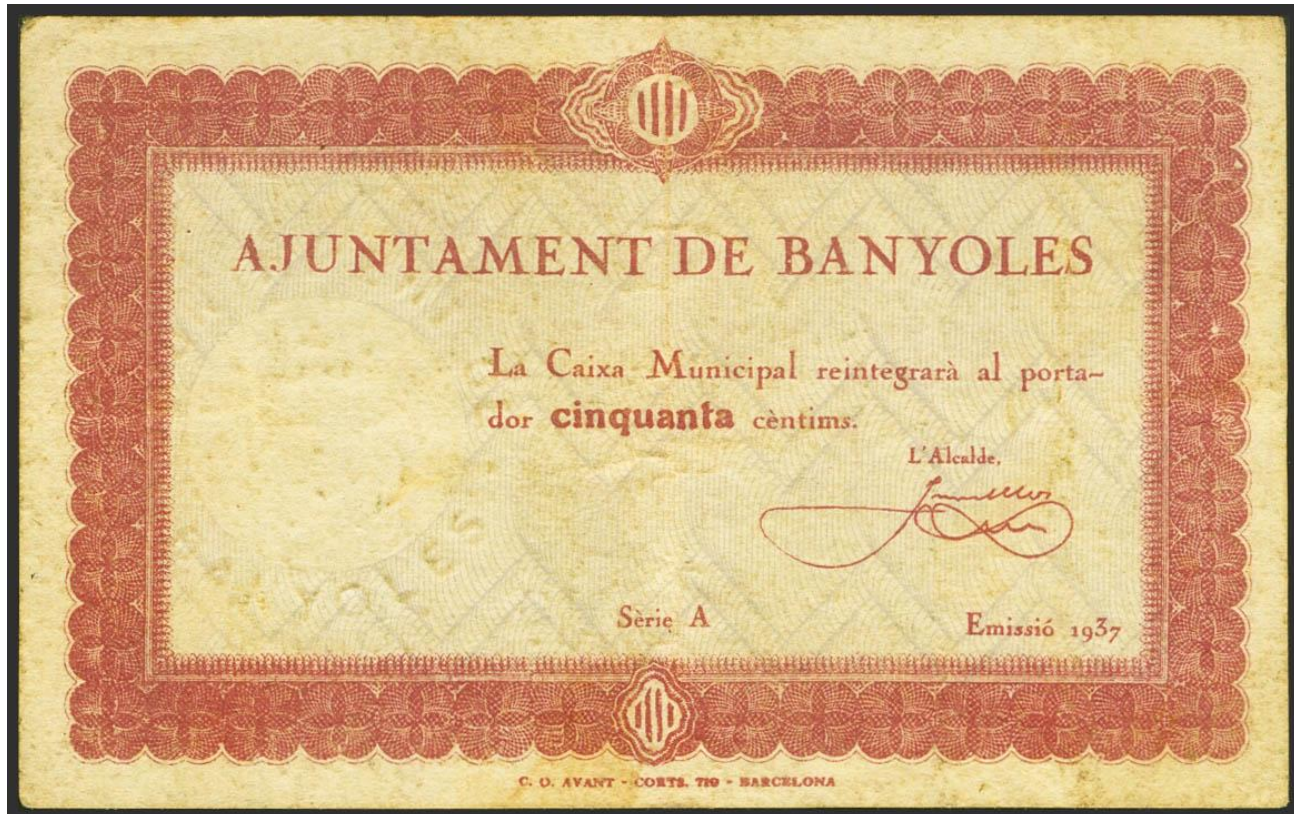 AJUNTAMENT DE BANYOLES
La Caixa Municipal reintegrarà al porta-
dor cinquanta cèntims.
L'Alcalde,
Sèrie A
Emissió 1937
BANYOLES
C. O. AVANT - CORTS, 719 - BARCELONA